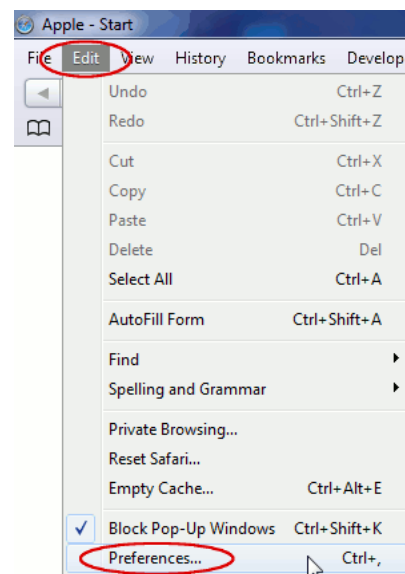 Apple - Start
File Edit View History Bookmarks Develop
Undo Ctrl+Z
Redo Ctrl+Shift+Z
Cut Ctrl+X
Copy Ctrl+C
Paste Ctrl+V
Delete Del
Select All Ctrl+A
AutoFill Form Ctrl+Shift+A
Find
Spelling and Grammar
Private Browsing...
Reset Safari...
Empty Cache... Ctrl+Alt+E
Block Pop-Up Windows Ctrl+Shift+K
Preferences... Ctrl+,